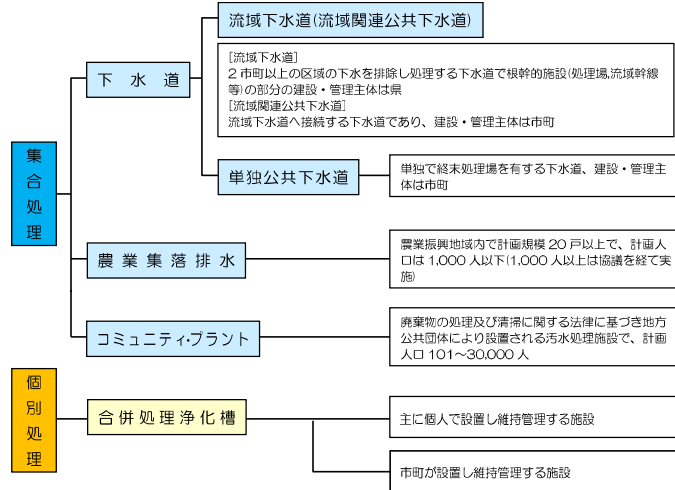 流域下水道(流域関連公共下水道)
下水道
[流域下水道]
2市町以上の区域の下水を排除し処理する下水道で根幹的施設(処理場,流域幹線
等)の部分の建設・管理主体は県
[流域関連公共下水道]
流域下水道へ接続する下水道であり、建設・管理主体は市町
集合処理
単独公共下水道
単独で終末処理場を有する下水道、建設・管理主
体は市町
農業集落排水
農業振興地域内で計画規模20戸以上で、計画人
口は1,000人以下(1,000人以上は協議を経て実
施)
コミュニティ・プラント
廃棄物の処理及び清掃に関する法律に基づき地方
公共団体により設置される汚水処理施設で、計画
人口101～30,000人
個別処理
合併処理浄化槽
主に個人で設置し維持管理する施設
市町が設置し維持管理する施設